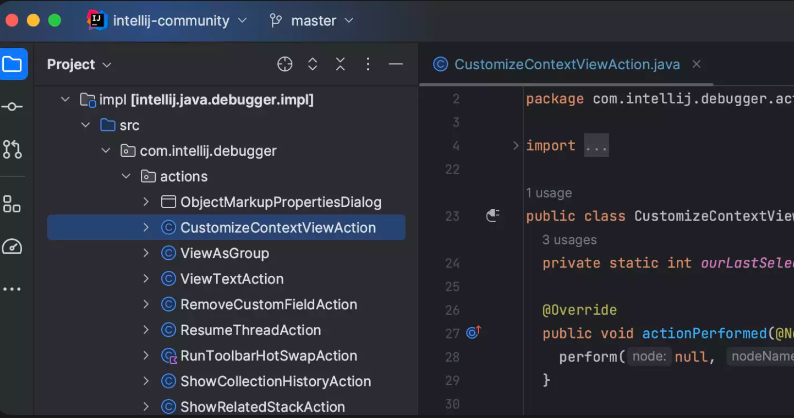 IJ intellij-community master
Project
CustomizeContextViewAction.java
impl [intellij.java.debugger.impl]
src
com.intellij.debugger
actions
ObjectMarkupPropertiesDialog
CustomizeContextViewAction
ViewAsGroup
ViewTextAction
RemoveCustomFieldAction
ResumeThreadAction
RunToolbarHotSwapAction
ShowCollectionHistoryAction
ShowRelatedStackAction
2 package com.intellij.debugger.ac
3
4 import ...
22
1 usage
23 public class CustomizeContextView
3 usages
24 private static int ourLastSele
25
26 @Override
27 public void actionPerformed(@N
28 perform( node: null, nodeName
29 }
30